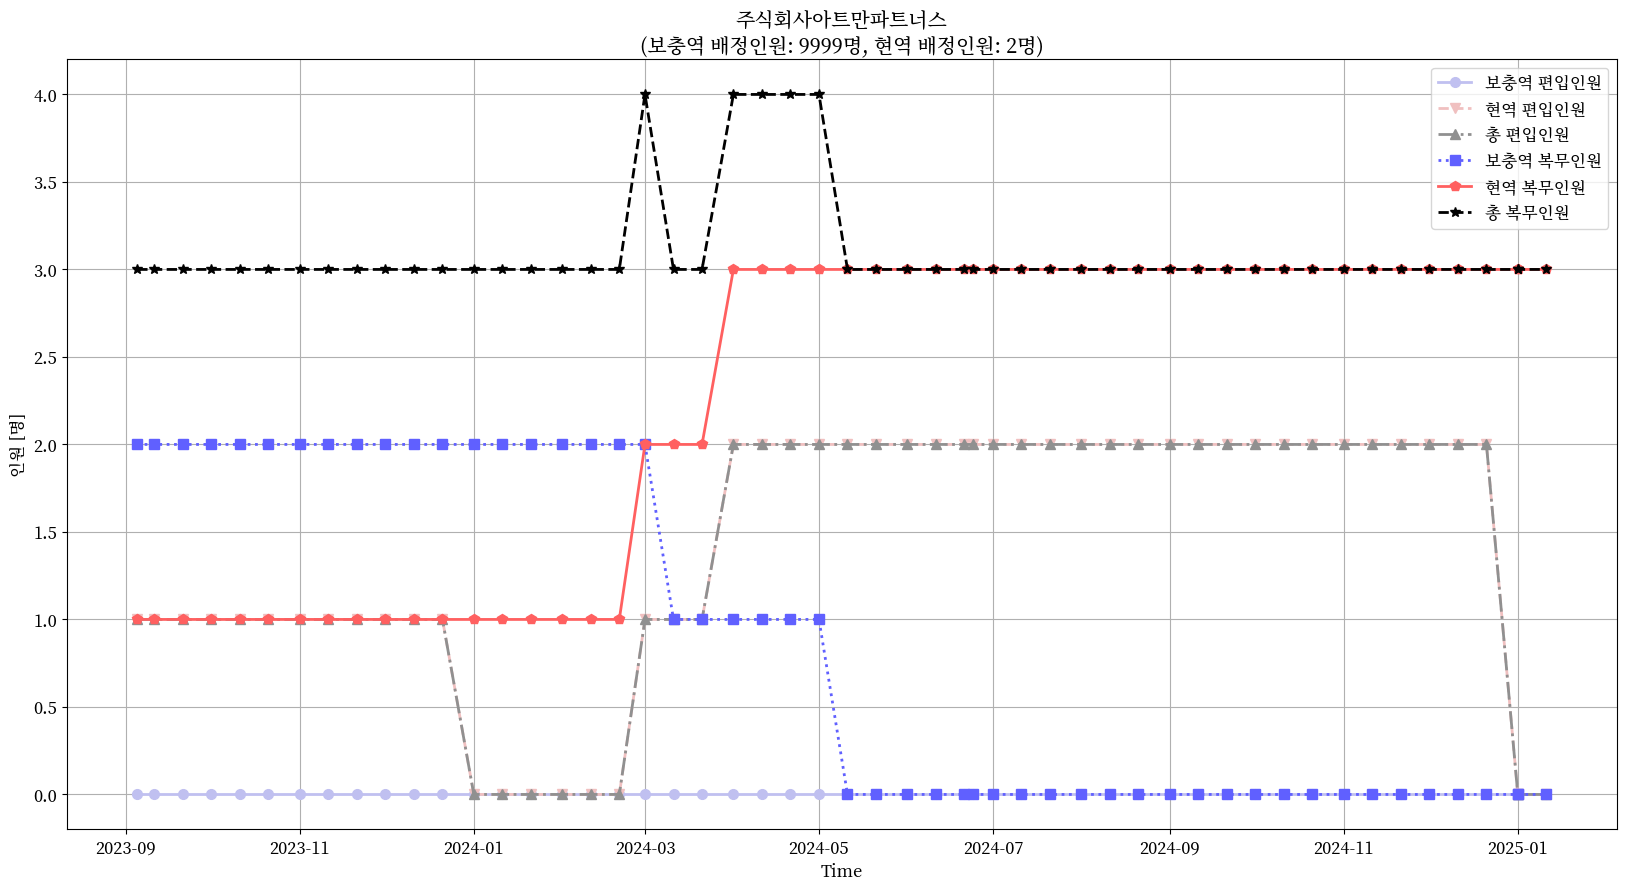 주식회사아트만파트너스
(보충역 배정인원: 9999명, 현역 배정인원: 2명)
보충역 편입인원
현역 편입인원
총 편입인원
보충역 복무인원
현역 복무인원
총 복무인원
인원 [명]
4.0
3.5
3.0
2.5
2.0
1.5
1.0
0.5
0.0
2023-09
2023-11
2024-01
2024-03
2024-05
2024-07
2024-09
2024-11
2025-01
Time